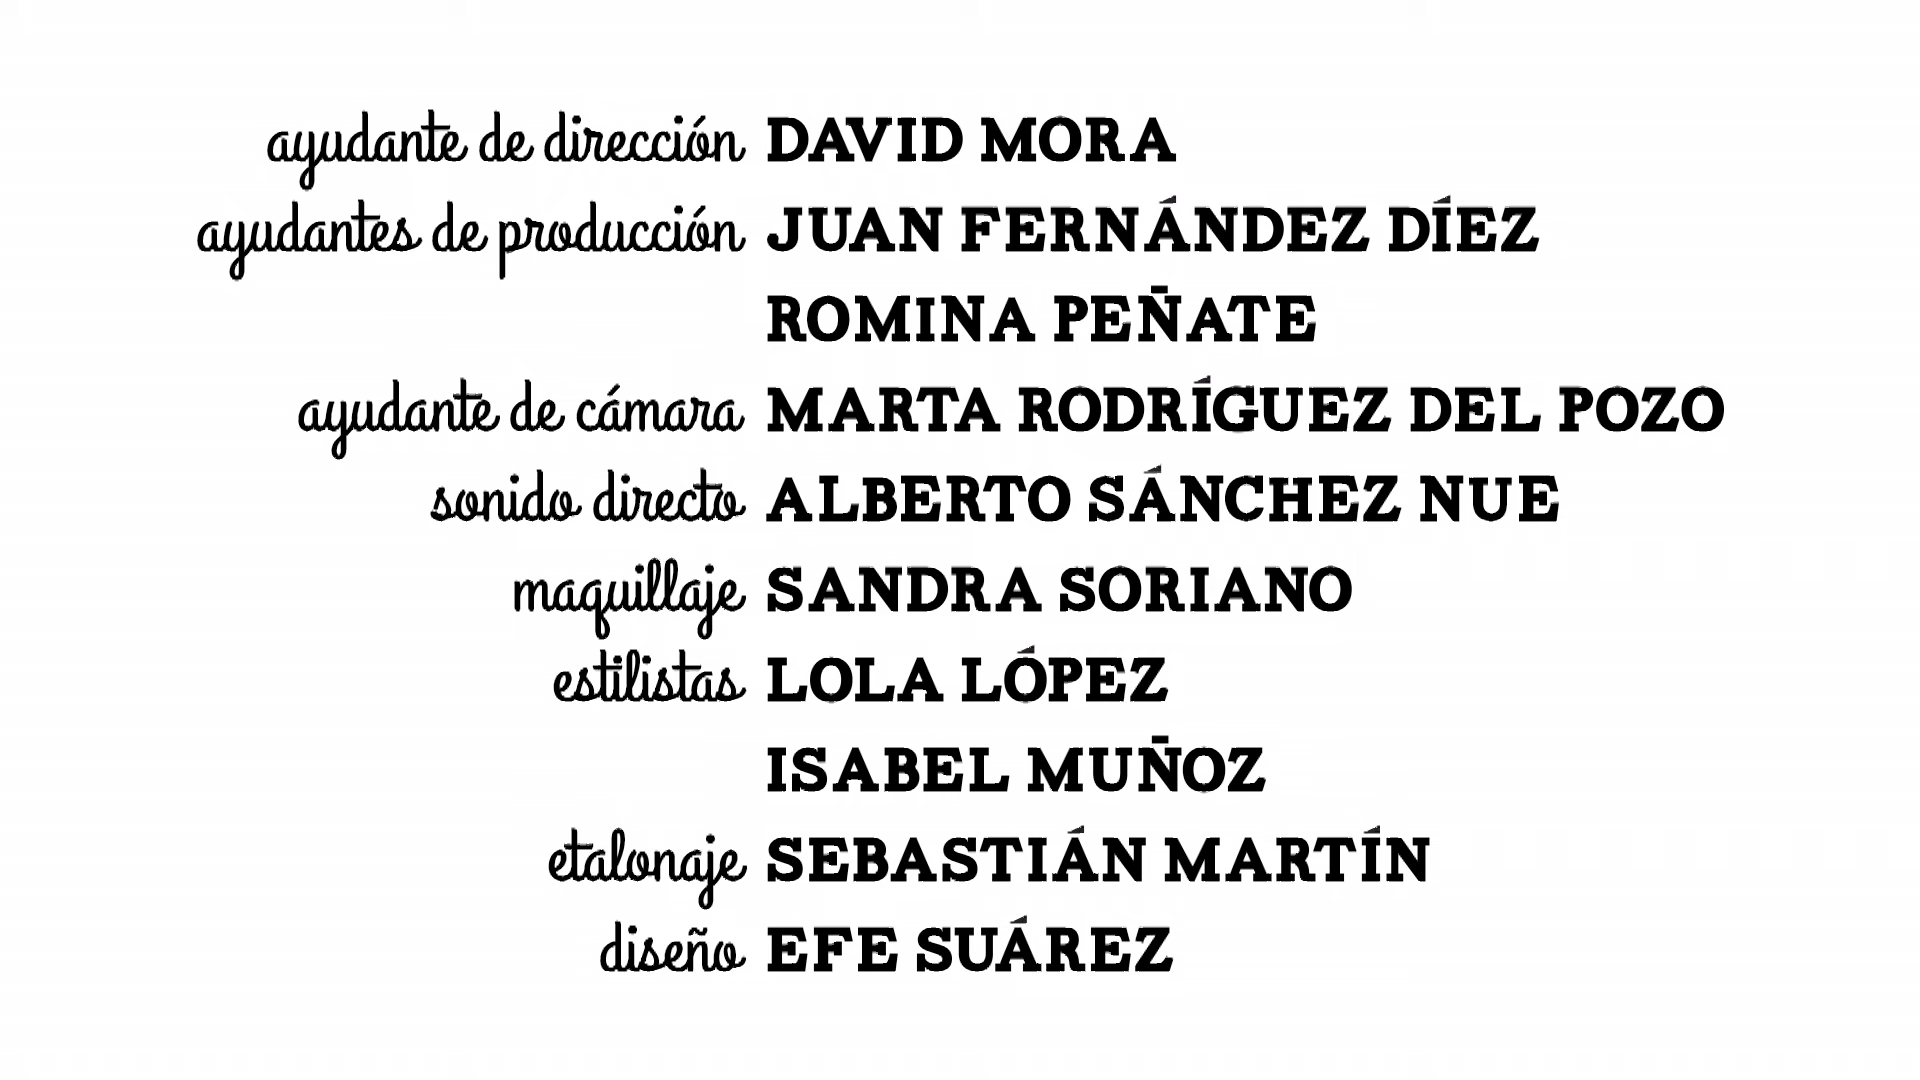 ayudante de dirección DAVID MORA
ayudantes de producción JUAN FERNÁNDEZ DÍEZ
ROMINA PEÑATE
ayudante de cámara MARTA RODRÍGUEZ DEL POZO
sonido directo ALBERTO SÁNCHEZ NUE
maquillaje SANDRA SORIANO
estilistas LOLA LÓPEZ
ISABEL MUÑOZ
etalonaje SEBASTIÁN MARTÍN
diseño EFE SUÁREZ